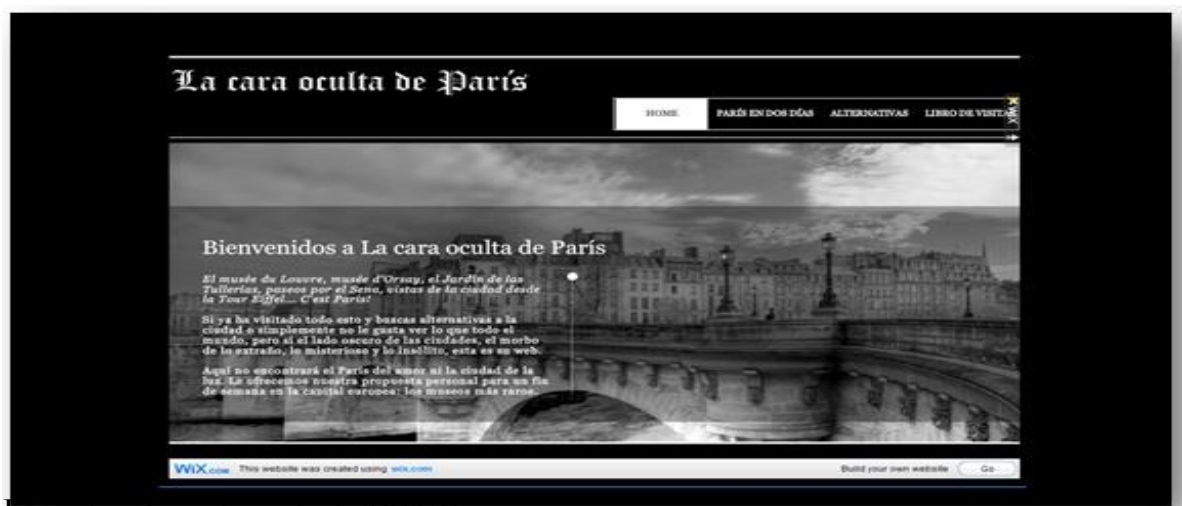 La cara oculta de París
HOME PARÍS EN DOS DÍAS ALTERNATIVAS LIBRO DE VISITA
WiX
Bienvenidos a La cara oculta de París
El musée du Louvre, musée d'Orsay, el Jardín de las
Tullerías, paseos por el Sena, vistas de la ciudad desde
la Tour Eiffel... C'est Paris!
Si ya ha visitado todo esto y buscas alternativas a la
ciudad o simplemente no le gusta ver lo que todo el
mundo, pero si el lado oscuro de las ciudades, el morbo
de lo extraño, lo misterioso y lo insólito, esta es su web.
Aquí no encontrará el París del amor ni la ciudad de la
luz. Le ofrecemos nuestra propuesta personal para un fin
de semana en la capital europea: los museos más raros,
WiX.com This website was created using wix.com Build your own website Go